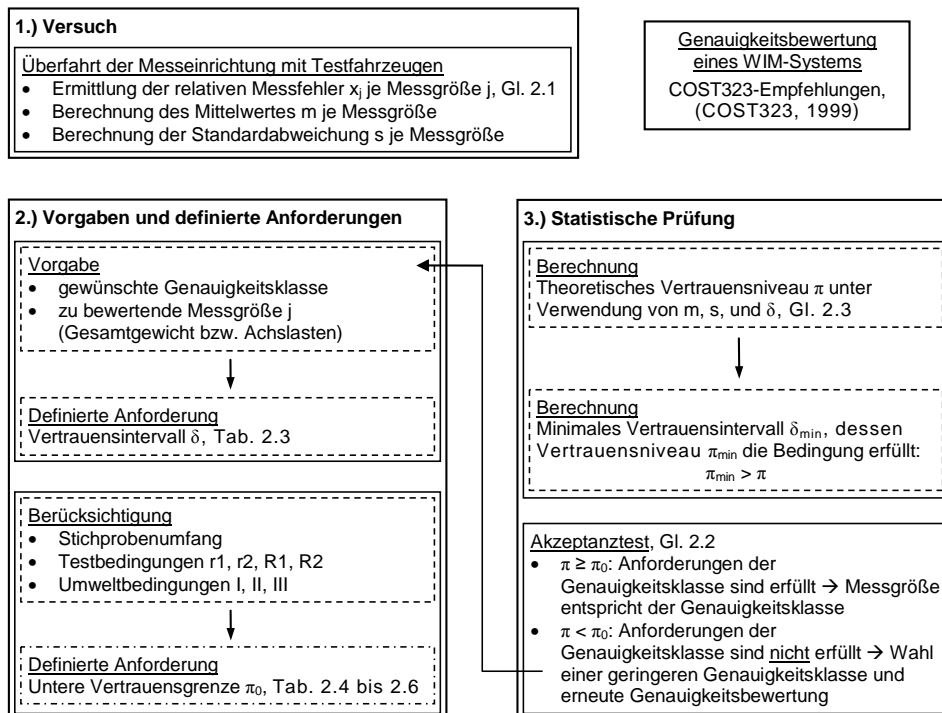 1.) Versuch
Überfahrt der Messeinrichtung mit Testfahrzeugen
• Ermittlung der relativen Messfehler xj je Messgröße j, Gl. 2.1
• Berechnung des Mittelwertes m je Messgröße
• Berechnung der Standardabweichung s je Messgröße
Genauigkeitsbewertung
eines WIM-Systems
COST323-Empfehlungen,
(COST323, 1999)
2.) Vorgaben und definierte Anforderungen
Vorgabe
• gewünschte Genauigkeitsklasse
• zu bewertende Messgröße j
(Gesamtgewicht bzw. Achslasten)
Definierte Anforderung
Vertrauensintervall δ, Tab. 2.3
Berücksichtigung
• Stichprobenumfang
• Testbedingungen r1, r2, R1, R2
• Umweltbedingungen I, II, III
Definierte Anforderung
Untere Vertrauensgrenze π0, Tab. 2.4 bis 2.6
3.) Statistische Prüfung
Berechnung
Theoretisches Vertrauensniveau π unter
Verwendung von m, s, und δ, Gl. 2.3
Berechnung
Minimales Vertrauensintervall δmin, dessen
Vertrauensniveau πmin die Bedingung erfüllt:
πmin > π
Akzeptanztest, Gl. 2.2
• π ≥ π0: Anforderungen der
Genauigkeitsklasse sind erfüllt → Messgröße
entspricht der Genauigkeitsklasse
• π < π0: Anforderungen der
Genauigkeitsklasse sind nicht erfüllt → Wahl
einer geringeren Genauigkeitsklasse und
erneute Genauigkeitsbewertung